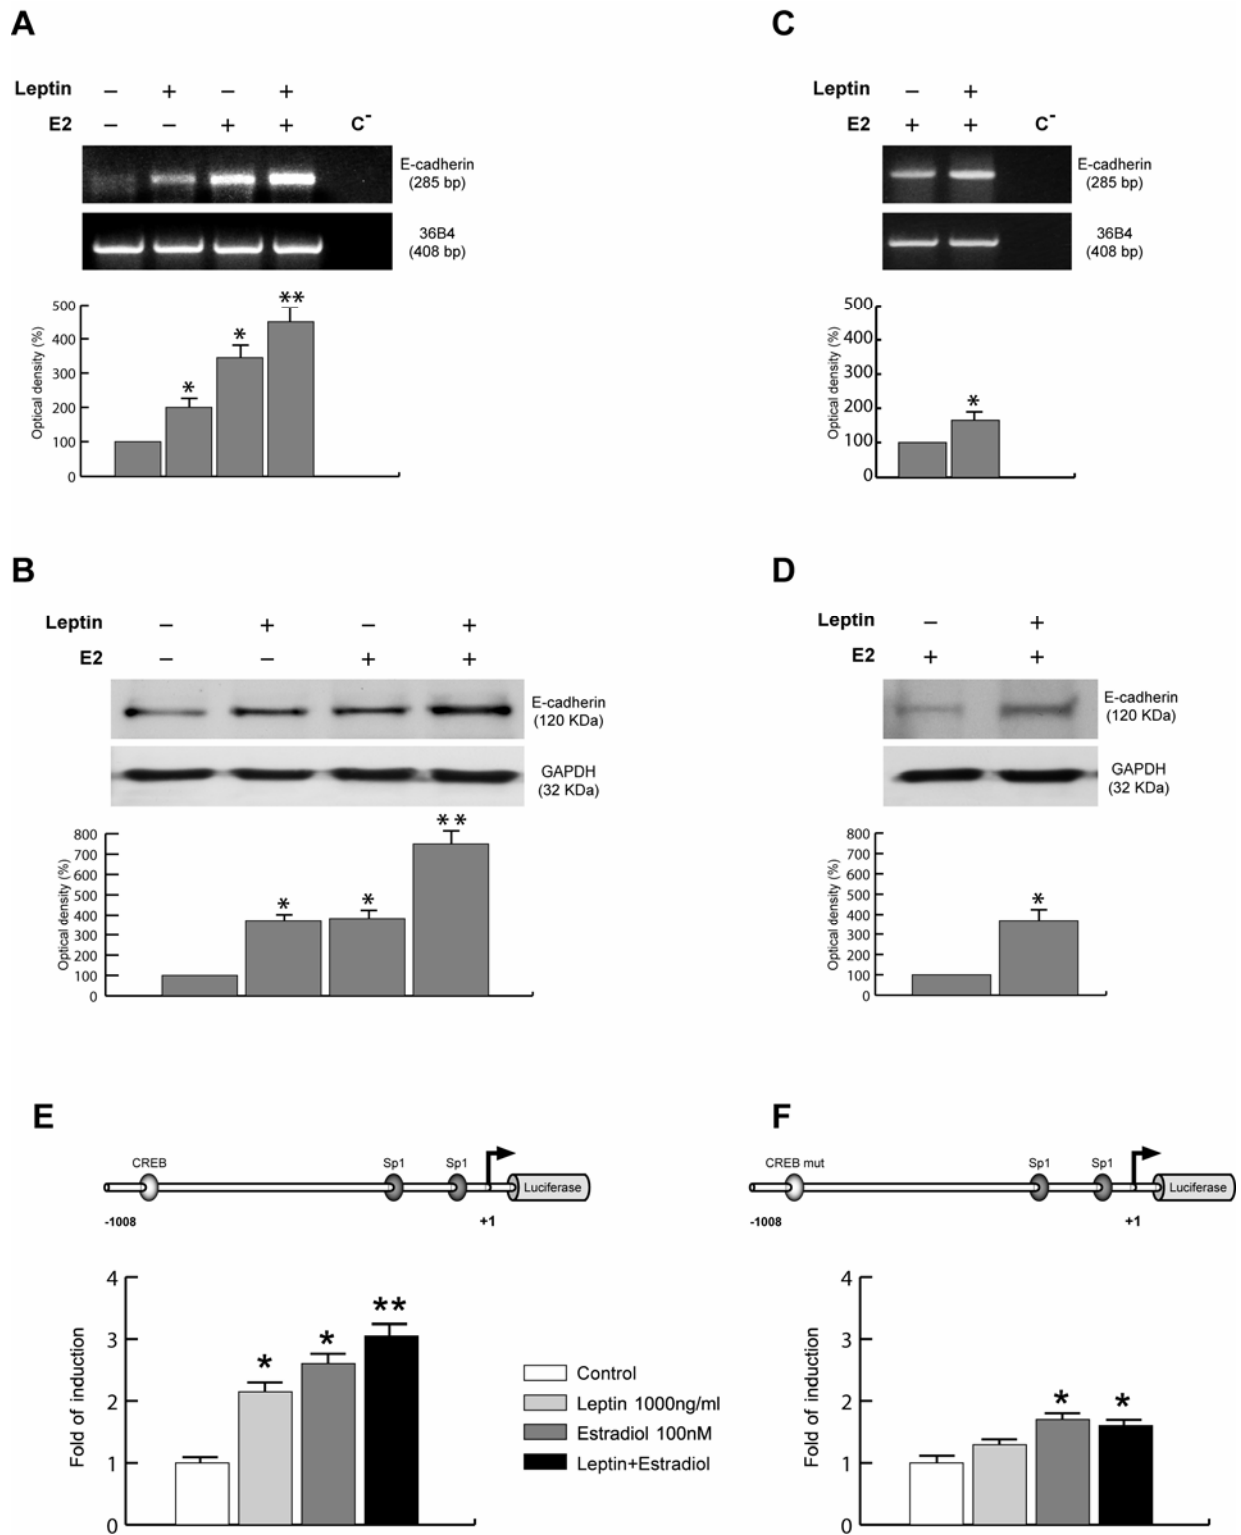 A
Leptin − + − +
E2 − − + + C-
E-cadherin
(285 bp)
36B4
(408 bp)
Optical density (%)
500
400
300
200
100
0
* * **
C
Leptin − +
E2 + + C-
E-cadherin
(285 bp)
36B4
(408 bp)
Optical density (%)
500
400
300
200
100
0
*
B
Leptin − + − +
E2 − − + +
E-cadherin
(120 KDa)
GAPDH
(32 KDa)
Optical density (%)
800
700
600
500
400
300
200
100
0
* * **
D
Leptin − +
E2 + +
E-cadherin
(120 KDa)
GAPDH
(32 KDa)
Optical density (%)
800
700
600
500
400
300
200
100
0
*
E
CREB Sp1 Sp1
Luciferase
-1008 +1
Fold of induction
4
3
2
1
0
* * **
Control
Leptin 1000ng/ml
Estradiol 100nM
Leptin+Estradiol
F
CREB mut Sp1 Sp1
Luciferase
-1008 +1
Fold of induction
4
3
2
1
0
* *